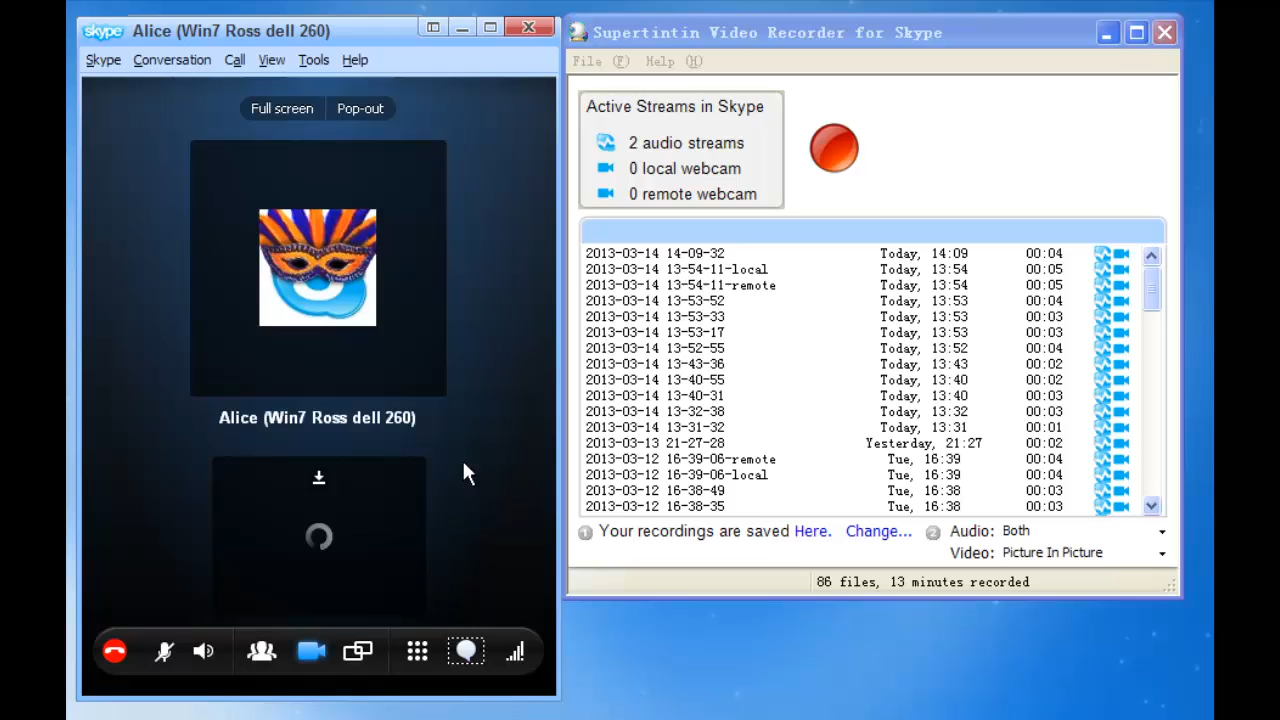 skype Alice (Win7 Ross dell 260)
Skype Conversation Call View Tools Help
Full screen Pop-out
Alice (Win7 Ross dell 260)
Supertintin Video Recorder for Skype
File (F) Help (H)
Active Streams in Skype
2 audio streams
0 local webcam
0 remote webcam
2013-03-14 14-09-32 Today, 14:09 00:04
2013-03-14 13-54-11-local Today, 13:54 00:05
2013-03-14 13-54-11-remote Today, 13:54 00:05
2013-03-14 13-53-52 Today, 13:53 00:04
2013-03-14 13-53-33 Today, 13:53 00:03
2013-03-14 13-53-17 Today, 13:53 00:03
2013-03-14 13-52-55 Today, 13:52 00:04
2013-03-14 13-43-36 Today, 13:43 00:02
2013-03-14 13-40-55 Today, 13:40 00:02
2013-03-14 13-40-31 Today, 13:40 00:03
2013-03-14 13-32-38 Today, 13:32 00:03
2013-03-14 13-31-32 Today, 13:31 00:01
2013-03-13 21-27-28 Yesterday, 21:27 00:02
2013-03-12 16-39-06-remote Tue, 16:39 00:04
2013-03-12 16-39-06-local Tue, 16:39 00:04
2013-03-12 16-38-49 Tue, 16:38 00:03
2013-03-12 16-38-35 Tue, 16:38 00:03
1 Your recordings are saved Here. Change... 2 Audio: Both
Video: Picture In Picture
86 files, 13 minutes recorded